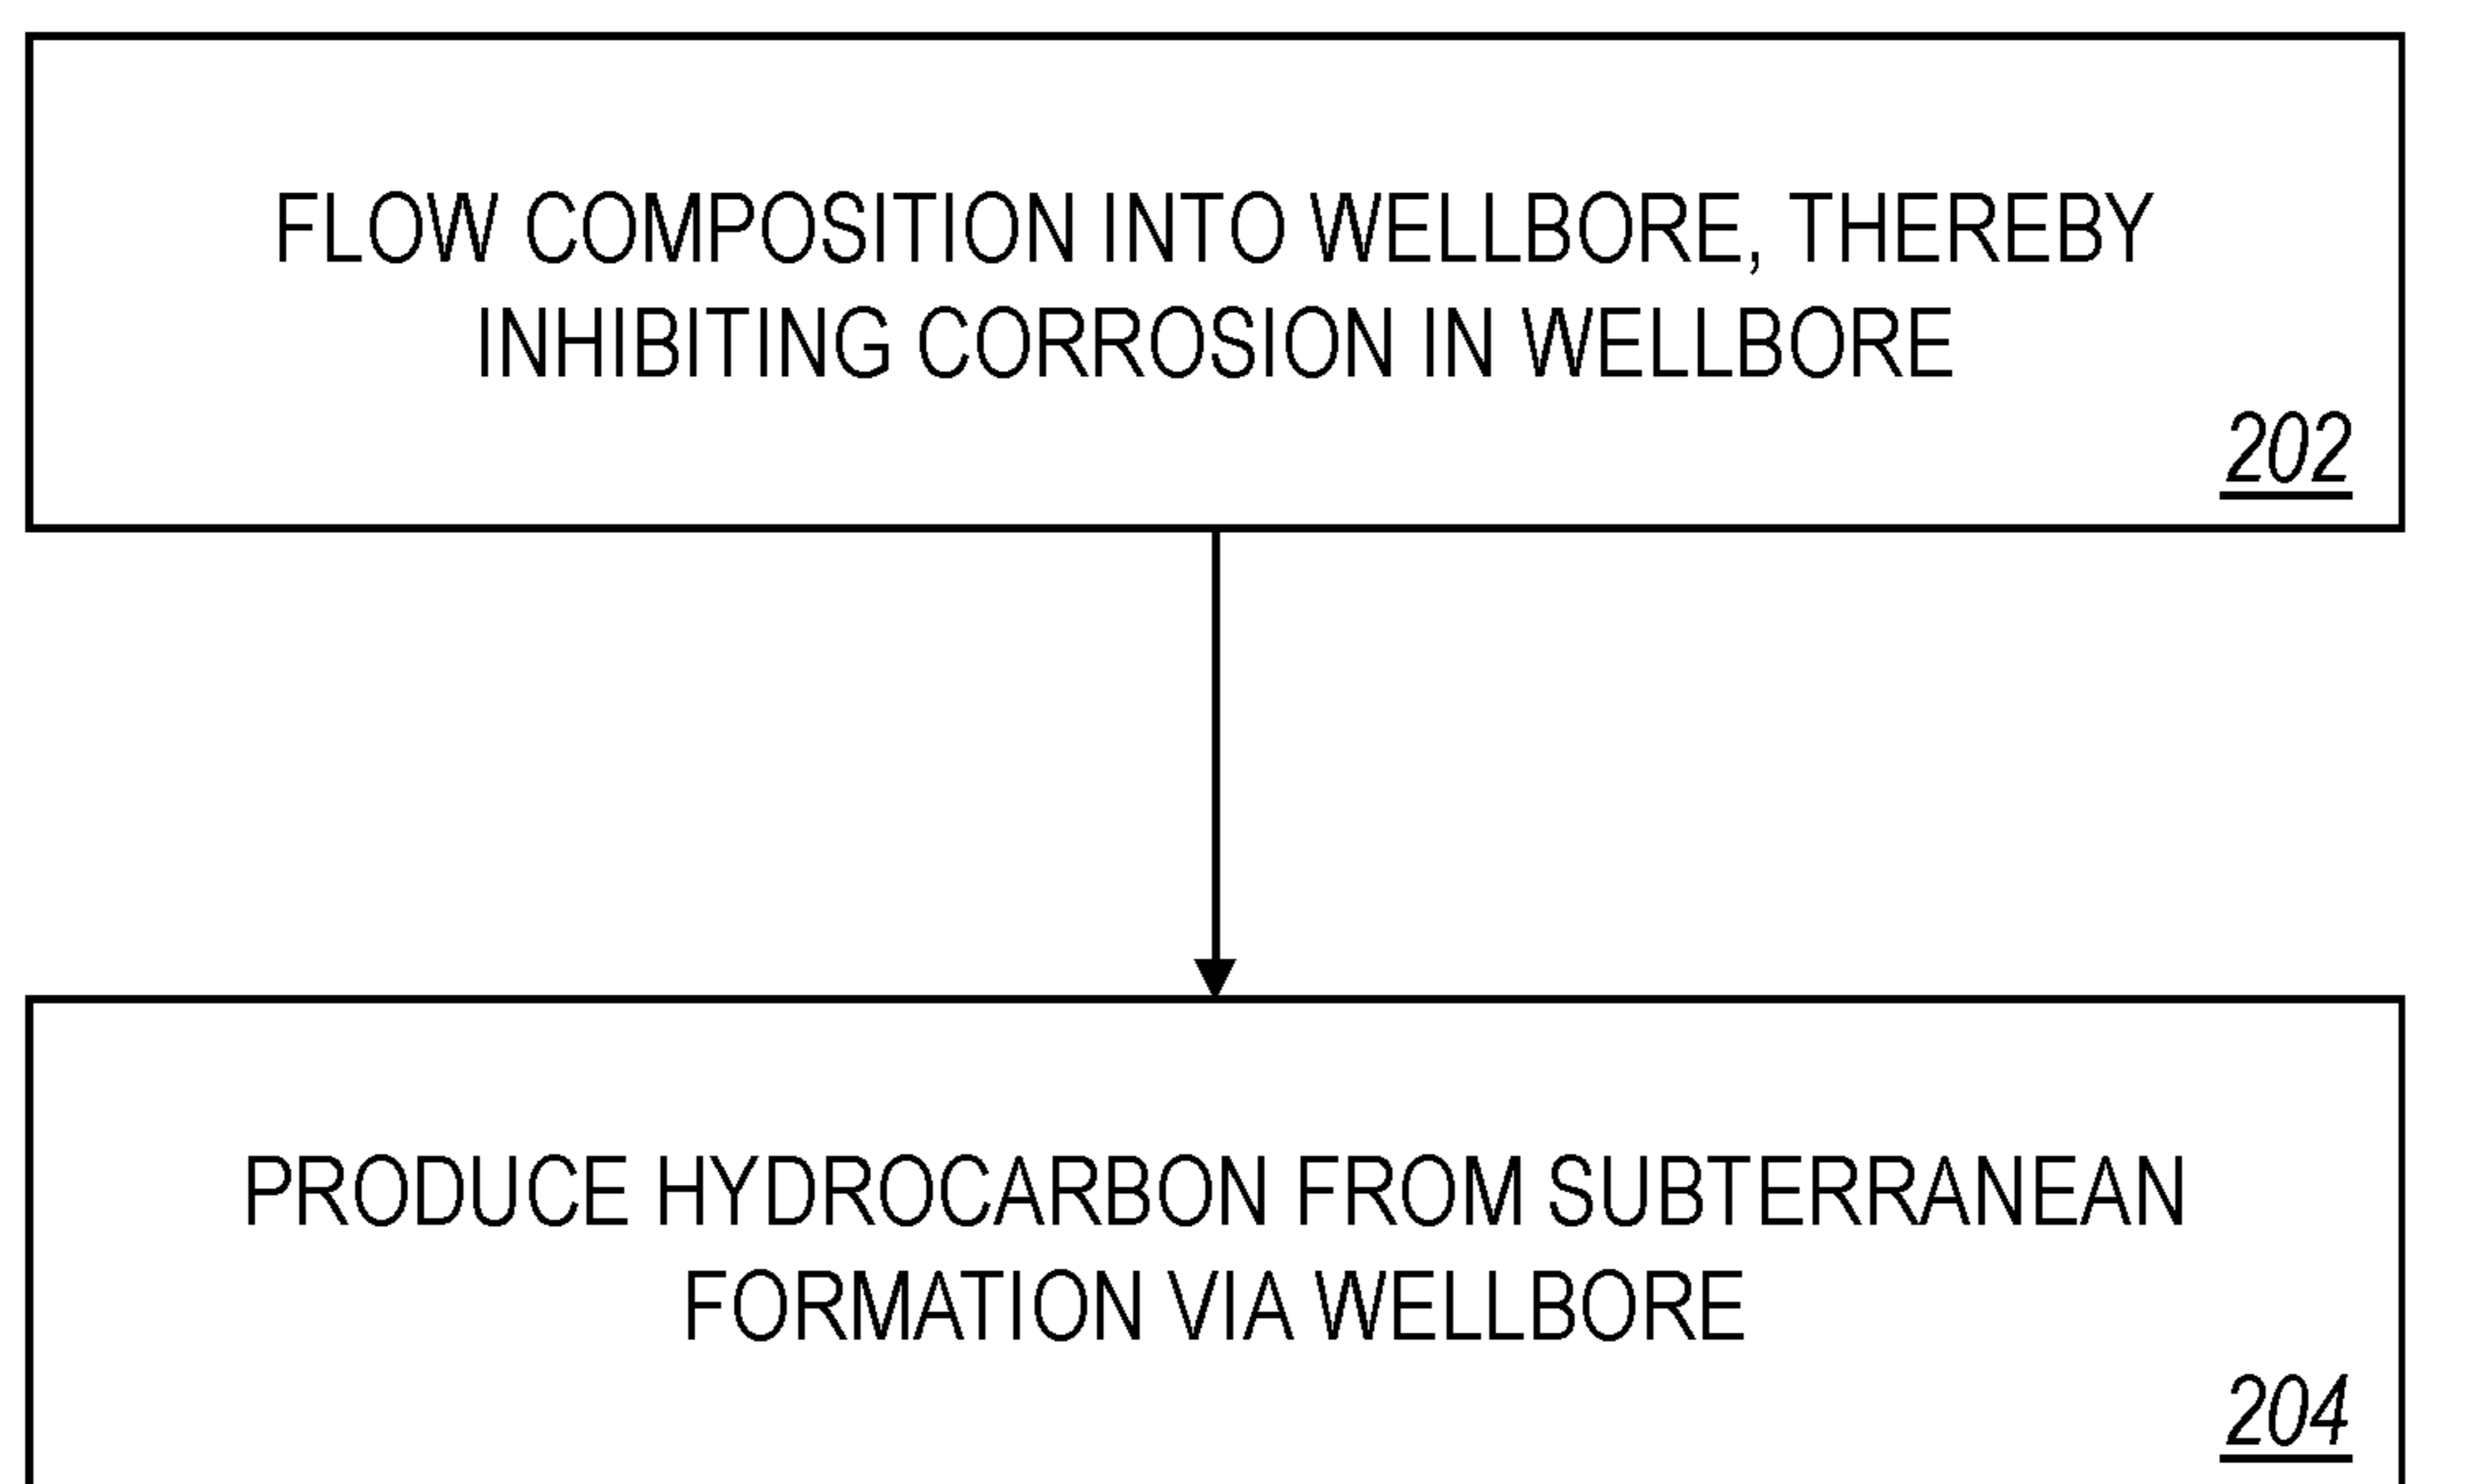 FLOW COMPOSITION INTO WELLBORE, THEREBY
INHIBITING CORROSION IN WELLBORE
202
PRODUCE HYDROCARBON FROM SUBTERRANEAN
FORMATION VIA WELLBORE
204